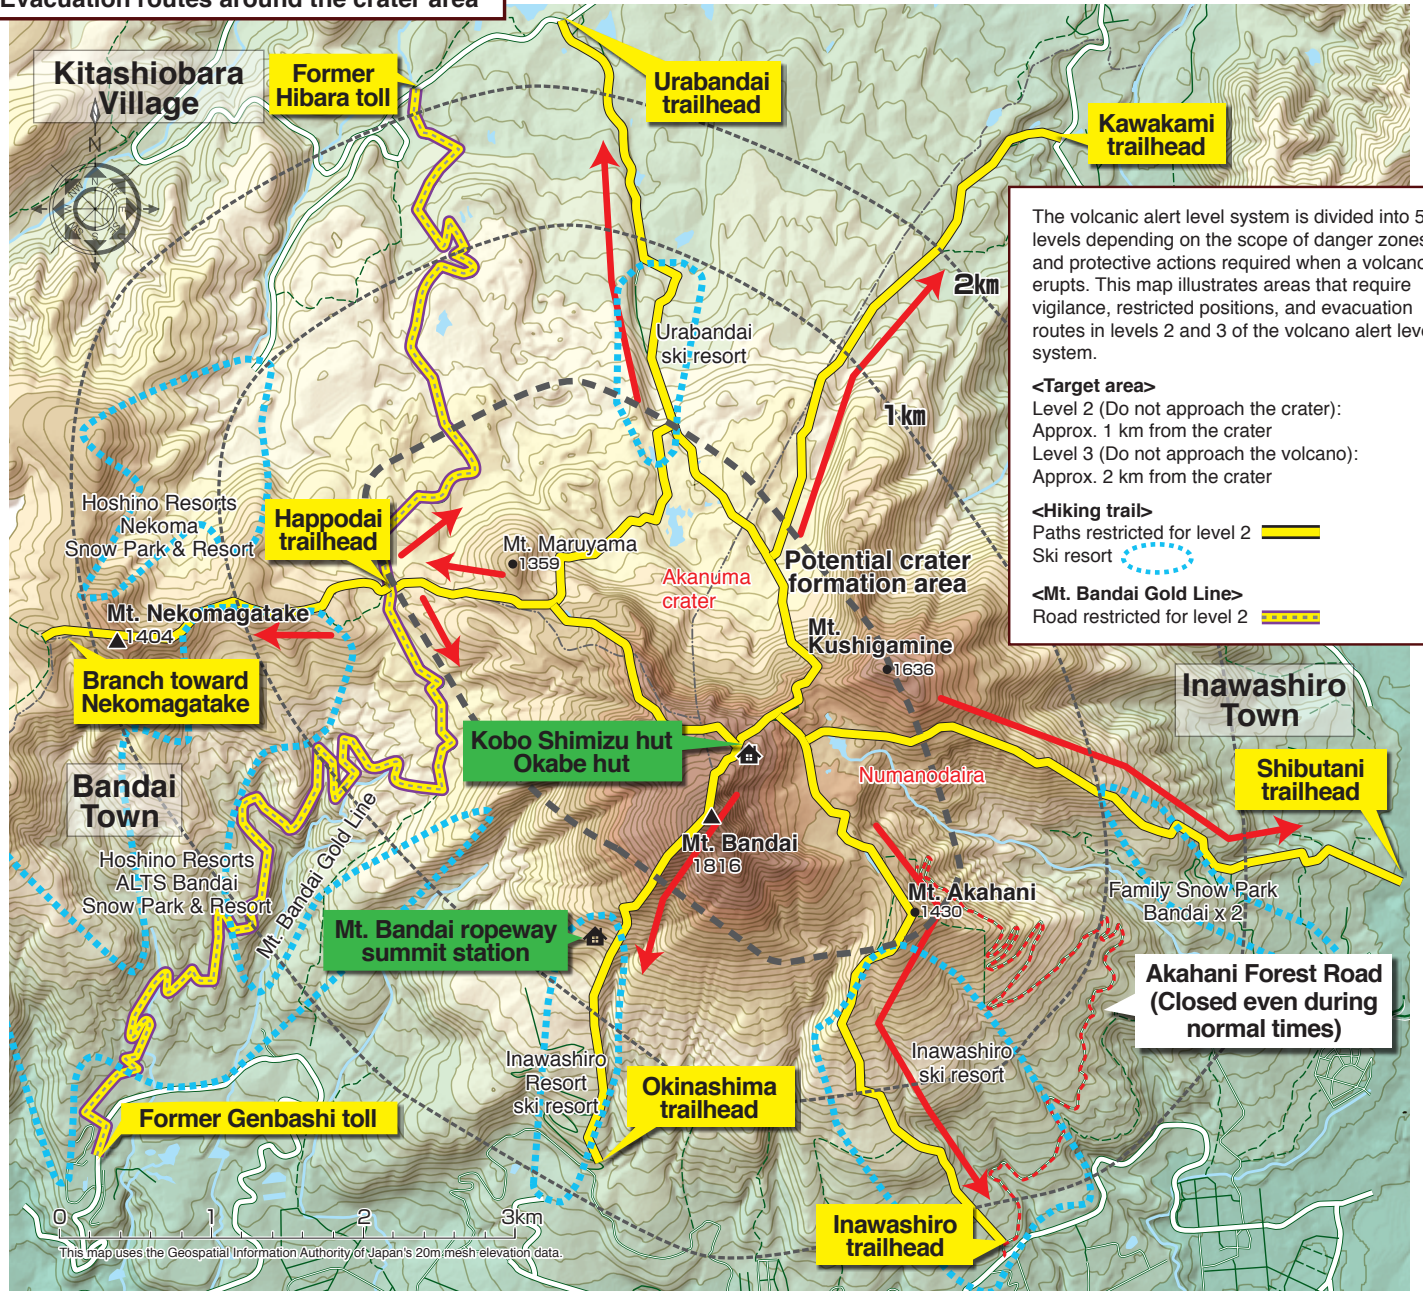 Evacuation routes around the crater area
Kitashiobara
Village
Former
Hibara toll
Urabandai
trailhead
Kawakami
trailhead
N
The volcanic alert level system is divided into 5
levels depending on the scope of danger zones
and protective actions required when a volcano
erupts. This map illustrates areas that require
vigilance, restricted positions, and evacuation
routes in levels 2 and 3 of the volcano alert
system.
<Target area>
Level 2 (Do not approach the crater):
Approx. 1 km from the crater
Level 3 (Do not approach the volcano):
Approx. 2 km from the crater
<Hiking trail>
Paths restricted for level 2
Ski resort
<Mt. Bandai Gold Line>
Road restricted for level 2
2km
1km
Urabandai
ski resort
Hoshino Resorts
Nekoma
Snow Park & Resort
Happodai
trailhead
Mt. Maruyama
1359
Akanuma
crater
Potential crater
formation area
Mt. Nekomagatake
1404
Mt.
Kushigamine
1636
Branch toward
Nekomagatake
Inawashiro
Town
Kobo Shimizu hut
Okabe hut
Numanodaira
Shibutani
trailhead
Bandai
Town
Mt. Bandai
1816
Hoshino Resorts
ALTS Bandai
Snow Park & Resort
Mt. Bandai Gold Line
Mt. Akahani
1430
Family Snow Park
Bandai x 2
Mt. Bandai ropeway
summit station
Akahani Forest Road
(Closed even during
normal times)
Inawashiro
Resort
ski resort
Inawashiro
ski resort
Okinashima
trailhead
Former Genbashi toll
Inawashiro
trailhead
0 1 2 3km
This map uses the Geospatial Information Authority of Japan's 20m mesh elevation data.